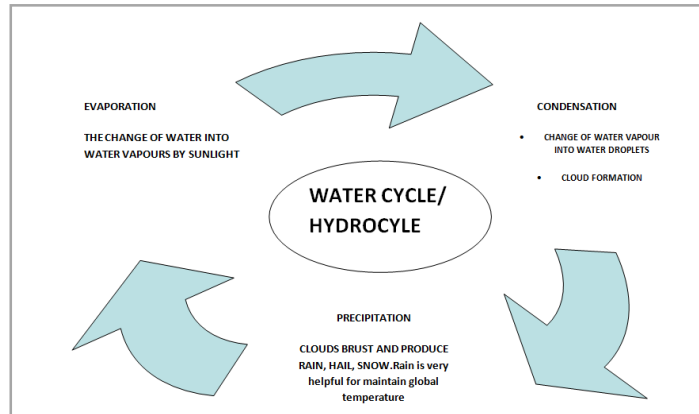 EVAPORATION
THE CHANGE OF WATER INTO
WATER VAPOURS BY SUNLIGHT
CONDENSATION
• CHANGE OF WATER VAPOUR
INTO WATER DROPLETS
• CLOUD FORMATION
WATER CYCLE/
HYDROCYLE
PRECIPITATION
CLOUDS BRUST AND PRODUCE
RAIN, HAIL, SNOW.Rain is very
helpful for maintain global
temperature